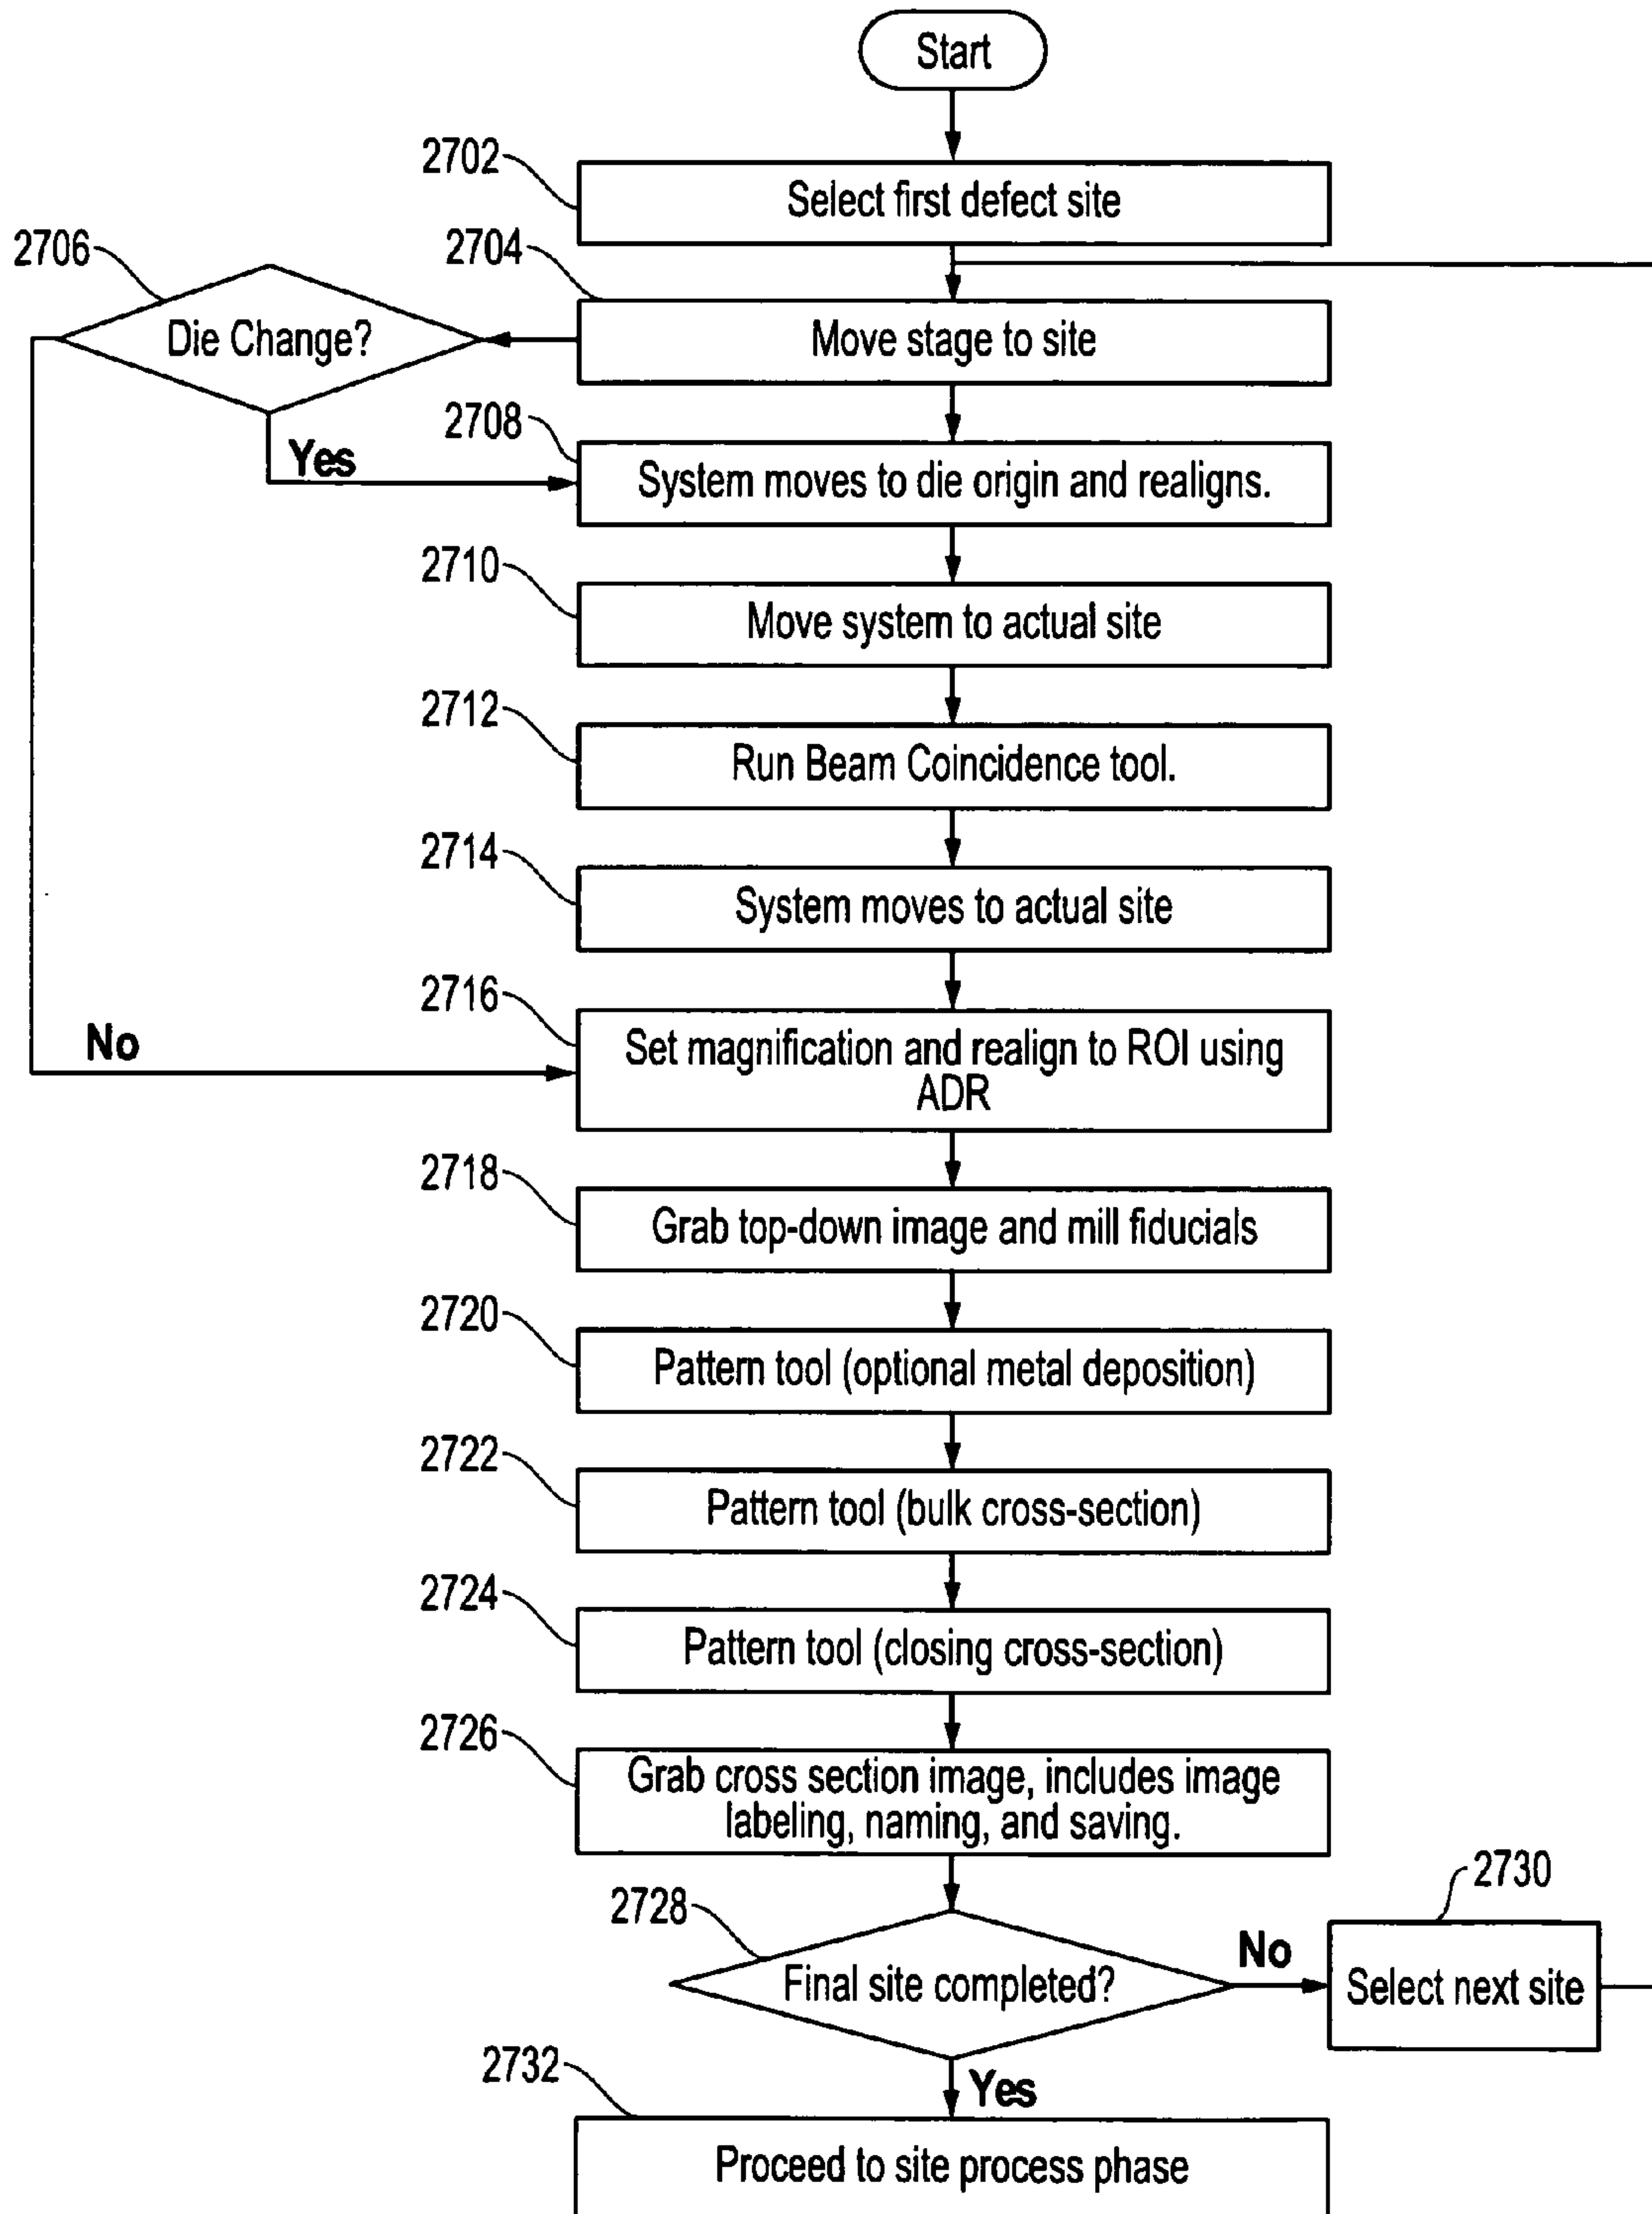 Start
2702
Select first defect site
2706
2704
Die Change?
Move stage to site
2708
Yes
System moves to die origin and realigns.
2710
Move system to actual site
2712
Run Beam Coincidence tool.
2714
System moves to actual site
2716
No
Set magnification and realign to ROI using
ADR
2718
Grab top-down image and mill fiducials
2720
Pattern tool (optional metal deposition)
2722
Pattern tool (bulk cross-section)
2724
Pattern tool (closing cross-section)
2726
Grab cross section image, includes image
labeling, naming, and saving.
2728
2730
Final site completed?
No
Select next site
2732
Yes
Proceed to site process phase